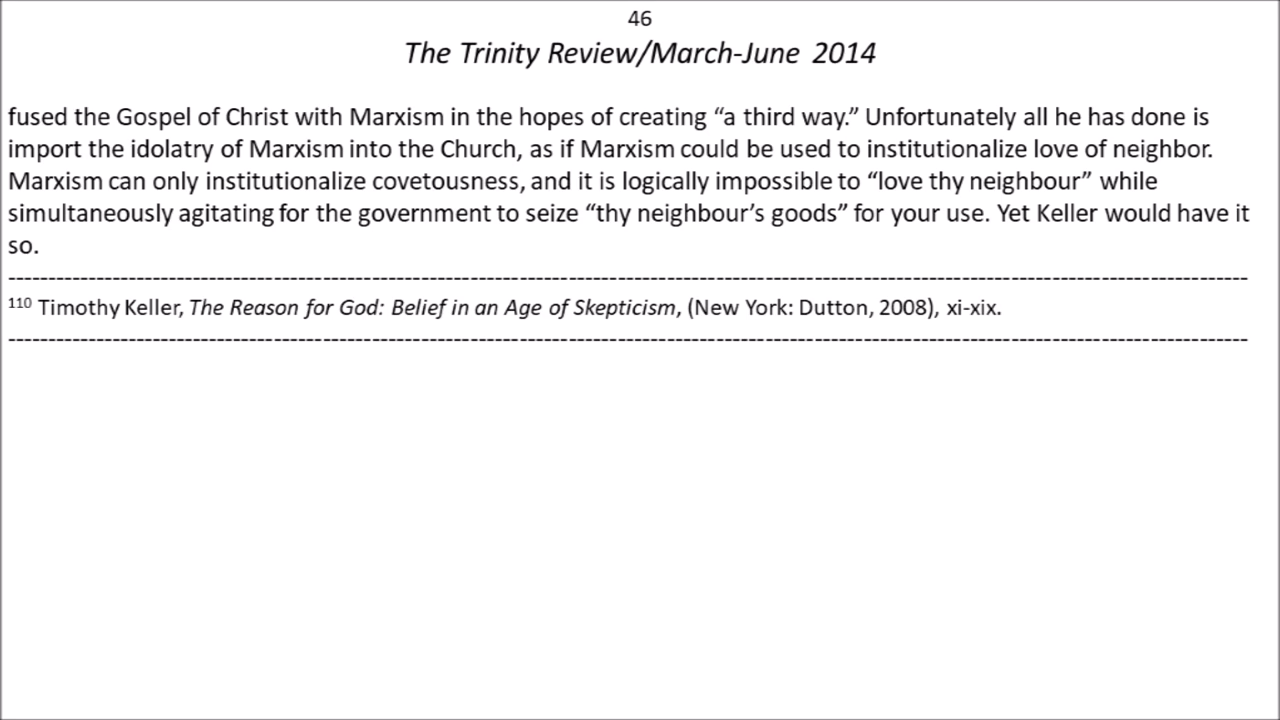 46
The Trinity Review/March-June 2014
fused the Gospel of Christ with Marxism in the hopes of creating “a third way.” Unfortunately all he has done is
import the idolatry of Marxism into the Church, as if Marxism could be used to institutionalize love of neighbor.
Marxism can only institutionalize covetousness, and it is logically impossible to “love thy neighbour” while
simultaneously agitating for the government to seize “thy neighbour’s goods” for your use. Yet Keller would have it
so.
110 Timothy Keller, The Reason for God: Belief in an Age of Skepticism, (New York: Dutton, 2008), xi-xix.